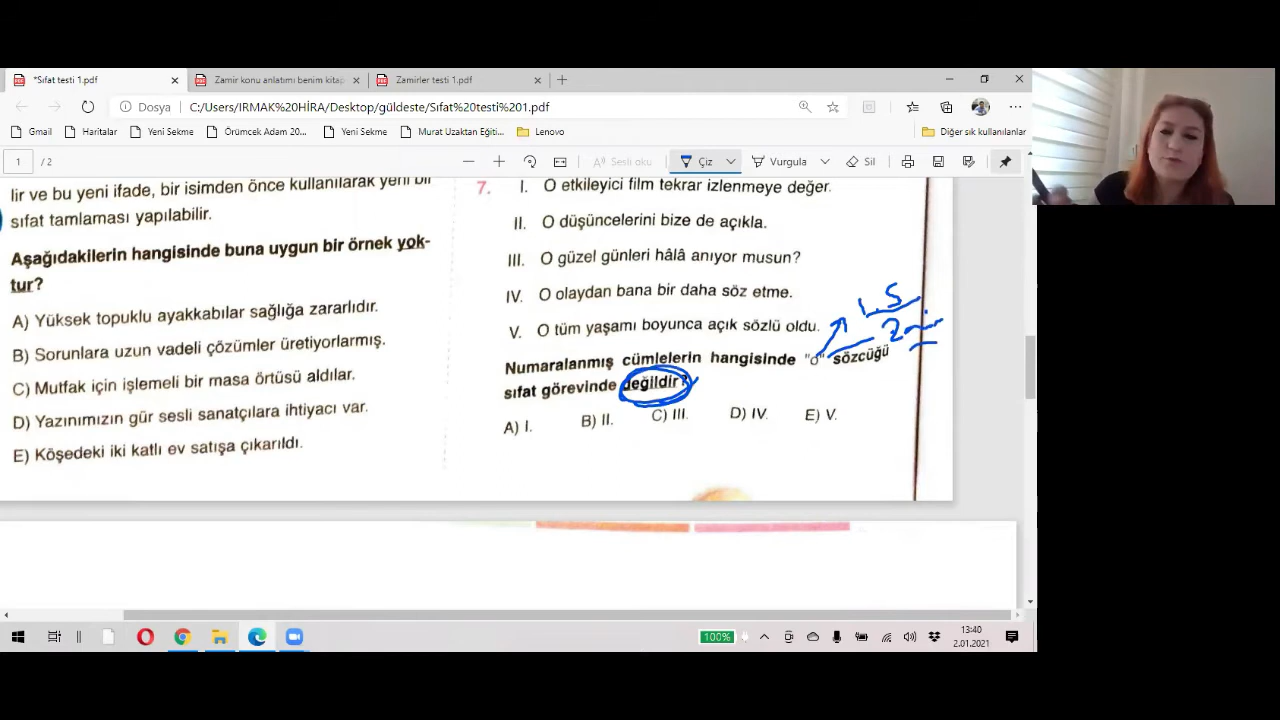 *Sıfat testi 1.pdf
Zamir konu anlatımı benim kitap
Zamirler testi 1.pdf
Dosya
C:/Users/IRMAK%20HİRA/Desktop/güldeste/Sıfat%20testi%201.pdf
Gmail
Haritalar
Yeni Sekme
Örümcek Adam 20...
Yeni Sekme
Murat Uzaktan Eğiti...
Lenovo
Diğer sık kullanılanlar
1 / 2
Sesli oku
Çiz
Vurgula
Sil
lir ve bu yeni ifade, bir isimden önce kullanılarak yeni bir
sıfat tamlaması yapılabilir.
Aşağıdakilerin hangisinde buna uygun bir örnek yok-
tur?
A) Yüksek topuklu ayakkabılar sağlığa zararlıdır.
B) Sorunlara uzun vadeli çözümler üretiyorlarmış.
C) Mutfak için işlemeli bir masa örtüsü aldılar.
D) Yazınımızın gür sesli sanatçılara ihtiyacı var.
E) Köşedeki iki katlı ev satışa çıkarıldı.
7. I. O etkileyici film tekrar izlenmeye değer.
II. O düşüncelerini bize de açıkla.
III. O güzel günleri hâlâ anıyor musun?
IV. O olaydan bana bir daha söz etme.
V. O tüm yaşamı boyunca açık sözlü oldu.
Numaralanmış cümlelerin hangisinde "o" sözcüğü
sıfat görevinde değildir?
A) I. B) II. C) III. D) IV. E) V.
100%
13:40
2.01.2021